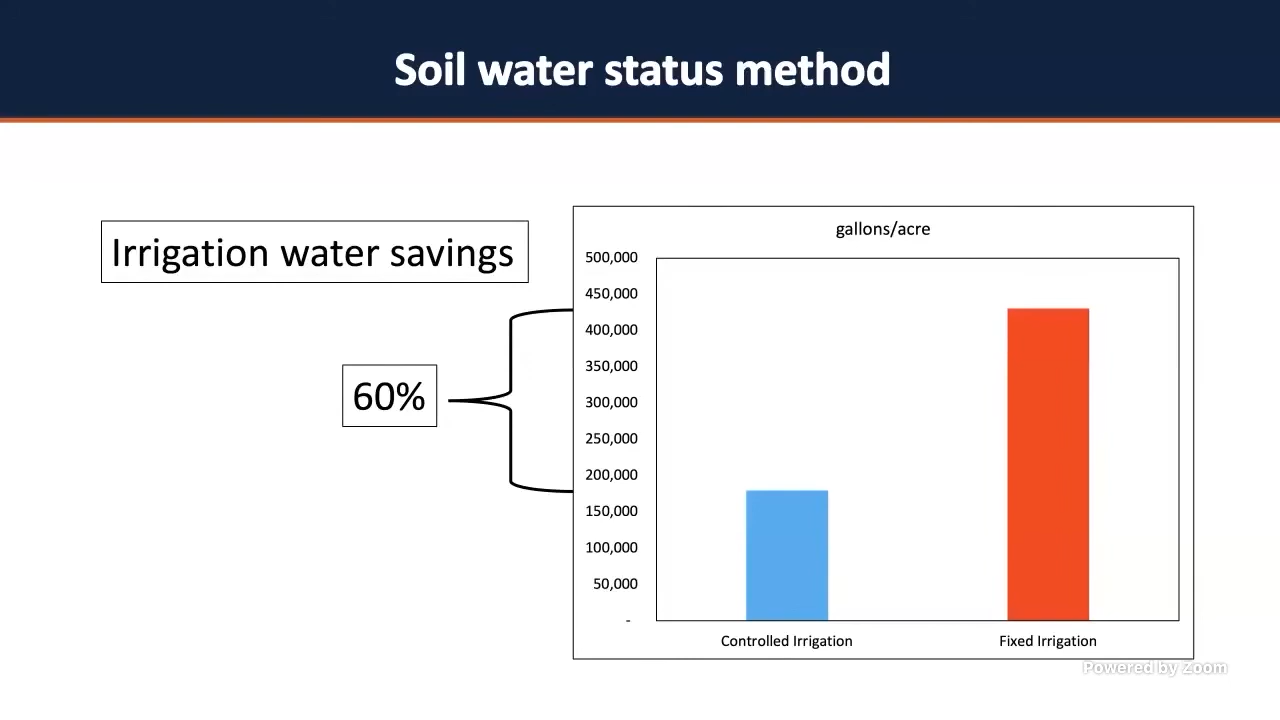 Soil water status method
Irrigation water savings
60%
gallons/acre
500,000
450,000
400,000
350,000
300,000
250,000
200,000
150,000
100,000
50,000
-
Controlled Irrigation
Fixed Irrigation
Powered by Zoom